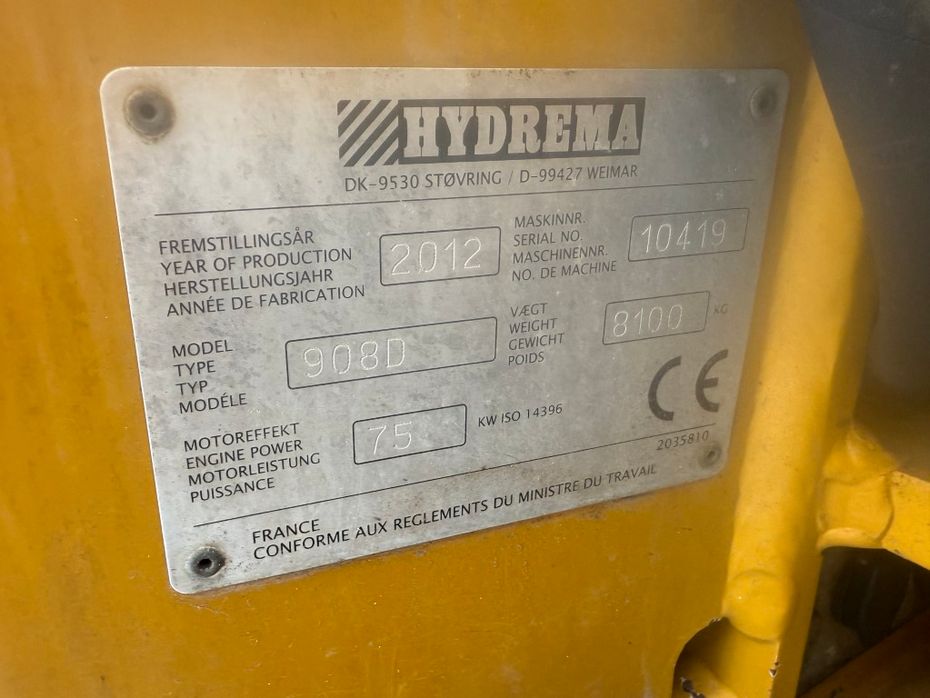 HYDREMA
DK-9530 STØVRING / D-99427 WEIMAR
FREMSTILLINGSÅR
YEAR OF PRODUCTION
HERSTELLUNGSJAHR
ANNÉE DE FABRICATION
2012
MASKINNR.
SERIAL NO.
MASCHINENNR.
NO. DE MACHINE
10419
MODEL
TYPE
TYP
MODÉLE
908D
VÆGT
WEIGHT
GEWICHT
POIDS
8100 KG
MOTOREFFEKT
ENGINE POWER
MOTORLEISTUNG
PUISSANCE
75 KW ISO 14396
CE
2035810
FRANCE
CONFORME AUX REGLEMENTS DU MINISTRE DU TRAVAIL